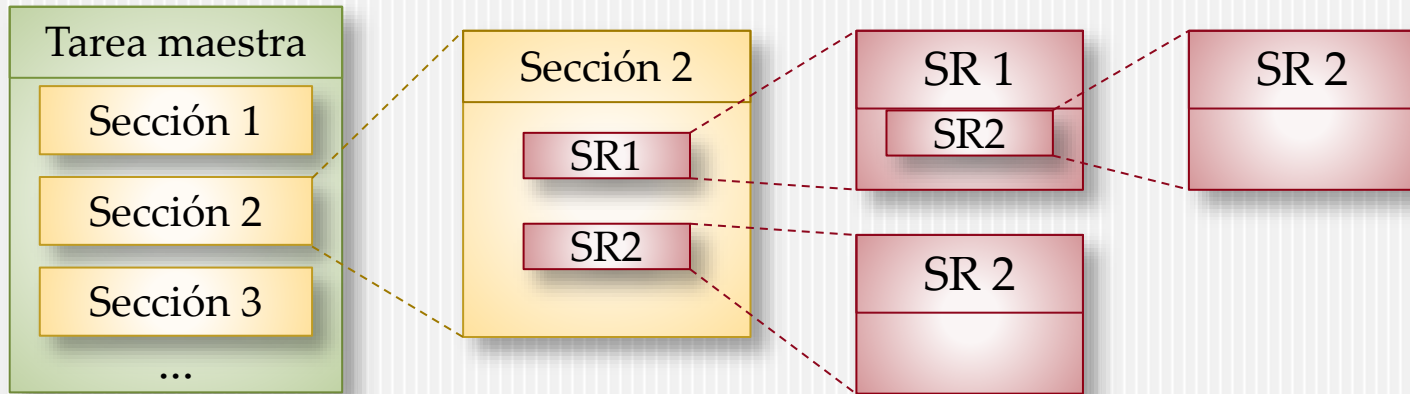 Tarea maestra
Sección 1
Sección 2
Sección 3
...
Sección 2
SR1
SR2
SR 1
SR2
SR 2
SR 2